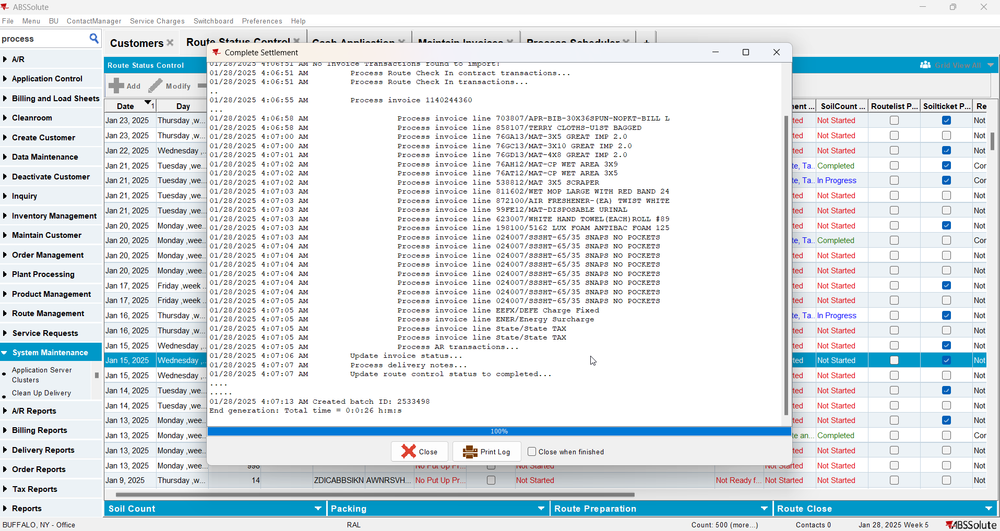 ABSSolute
File Menu BU ContactManager Service Charges Switchboard Preferences Help
process
Customers Route Status Control Cash Application Maintain Invoices Process Scheduler +
Complete Settlement
Route Status Control
Grid View All
Add Modify
Date 1 Day
ent ... SoilCount ... Routelist P... Soilticket P... Re
A/R
Application Control
Billing and Load Sheets
Cleanroom
Create Customer
Data Maintenance
Deactivate Customer
Inquiry
Inventory Management
Maintain Customer
Order Management
Plant Processing
Product Management
Route Management
Service Requests
System Maintenance
Application Server
Clusters
Clean Up Delivery
A/R Reports
Billing Reports
Delivery Reports
Order Reports
Tax Reports
Reports
Jan 23, 2025 Thursday ,w...
Jan 23, 2025 Thursday ,w...
Jan 22, 2025 Wednesday ,..
Jan 21, 2025 Tuesday ,we...
Jan 21, 2025 Tuesday ,we...
Jan 21, 2025 Tuesday ,we...
Jan 21, 2025 Tuesday ,we...
Jan 20, 2025 Monday ,wee...
Jan 20, 2025 Monday ,wee...
Jan 20, 2025 Monday ,wee...
Jan 20, 2025 Monday ,wee...
Jan 17, 2025 Friday ,week ..
Jan 17, 2025 Friday ,week ..
Jan 16, 2025 Thursday ,w...
Jan 16, 2025 Thursday ,w...
Jan 15, 2025 Wednesday ,..
Jan 15, 2025 Wednesday ,..
Jan 15, 2025 Wednesday ,..
Jan 14, 2025 Tuesday ,we...
Jan 14, 2025 Tuesday ,we...
Jan 13, 2025 Monday ,wee...
Jan 13, 2025 Monday ,wee...
Jan 13, 2025 Monday ,wee...
Jan 13, 2025 Monday ,wee... 998 No Put Up Pr... Not Started Not Started Not Started Not
Jan 9, 2025 Thursday ,w... 14 ZDICABBSIKN AWNRSVH... No Put Up Pr... Not Started Not Ready f... Not Started Not Started Not
01/28/2025 4:06:51 AM No Invoice Transactions found to import!
01/28/2025 4:06:51 AM Process Route Check In contract transactions...
01/28/2025 4:06:51 AM Process Route Check In transactions...
..
01/28/2025 4:06:55 AM Process invoice 1140244360
...
01/28/2025 4:06:58 AM Process invoice line 703807/APR-BIB-30X36SPUN-NOPKT-BILL L
01/28/2025 4:06:58 AM Process invoice line 858107/TERRY CLOTHS-U1ST BAGGED
01/28/2025 4:07:00 AM Process invoice line 76GA13/MAT-3X5 GREAT IMP 2.0
01/28/2025 4:07:00 AM Process invoice line 76GC13/MAT-3X10 GREAT IMP 2.0
01/28/2025 4:07:01 AM Process invoice line 76GD13/MAT-4X8 GREAT IMP 2.0
01/28/2025 4:07:02 AM Process invoice line 76AH12/MAT-CP WET AREA 3X9
01/28/2025 4:07:02 AM Process invoice line 76AT12/MAT-CP WET AREA 3X5
01/28/2025 4:07:02 AM Process invoice line 538812/MAT 3X5 SCRAPER
01/28/2025 4:07:03 AM Process invoice line 811602/WET MOP LARGE WITH RED BAND 24
01/28/2025 4:07:03 AM Process invoice line 872100/AIR FRESHENER-(EA) TWIST WHITE
01/28/2025 4:07:03 AM Process invoice line 99FE12/MAT-DISPOSABLE URINAL
01/28/2025 4:07:03 AM Process invoice line 623007/WHITE HAND TOWEL(EACH)ROLL #89
01/28/2025 4:07:03 AM Process invoice line 198100/5162 LUX FOAM ANTIBAC FOAM 125
01/28/2025 4:07:03 AM Process invoice line 024007/SSSHT-65/35 SNAPS NO POCKETS
01/28/2025 4:07:04 AM Process invoice line 024007/SSSHT-65/35 SNAPS NO POCKETS
01/28/2025 4:07:04 AM Process invoice line 024007/SSSHT-65/35 SNAPS NO POCKETS
01/28/2025 4:07:04 AM Process invoice line 024007/SSSHT-65/35 SNAPS NO POCKETS
01/28/2025 4:07:04 AM Process invoice line 024007/SSSHT-65/35 SNAPS NO POCKETS
01/28/2025 4:07:04 AM Process invoice line 024007/SSSHT-65/35 SNAPS NO POCKETS
01/28/2025 4:07:04 AM Process invoice line 024007/SSSHT-65/35 SNAPS NO POCKETS
01/28/2025 4:07:05 AM Process invoice line 024007/SSSHT-65/35 SNAPS NO POCKETS
01/28/2025 4:07:05 AM Process invoice line EEFX/DEFE Charge Fixed
01/28/2025 4:07:05 AM Process invoice line ENER/Energy Surcharge
01/28/2025 4:07:05 AM Process invoice line State/State TAX
01/28/2025 4:07:05 AM Process invoice line State/State TAX
01/28/2025 4:07:05 AM Process AR transactions...
01/28/2025 4:07:06 AM Update invoice status...
01/28/2025 4:07:07 AM Process delivery notes...
01/28/2025 4:07:07 AM Update route control status to completed...
....
.....
01/28/2025 4:07:13 AM Created batch ID: 2533498
End generation: Total time = 0:0:26 h:m:s
100%
Close Print Log Close when finished
ted Not Started Not
ted Not Started Not
ted Not Started Not
te, Ta.. Completed Cor
te, Ta.. In Progress Cor
ted Not Started Not
ted Not Started Not
ted Not Started Not
te, Ta.. Completed Cor
ted Not Started Not
ted Not Started Not
ted Not Started Not
ted Not Started Not
te, Ta.. In Progress Not
ted Not Started Not
ted Not Started Not
ted Not Started Not
ted Not Started Not
ted Not Started Not
ted Not Started Not
ted Not Started Not
te an... Completed Cor
ted Not Started Not
Soil Count Packing Route Preparation Route Close
BUFFALO, NY - Office RAL Count: 500 (more...) Contacts 0 Jan 28, 2025 Week 5 ABSSolute